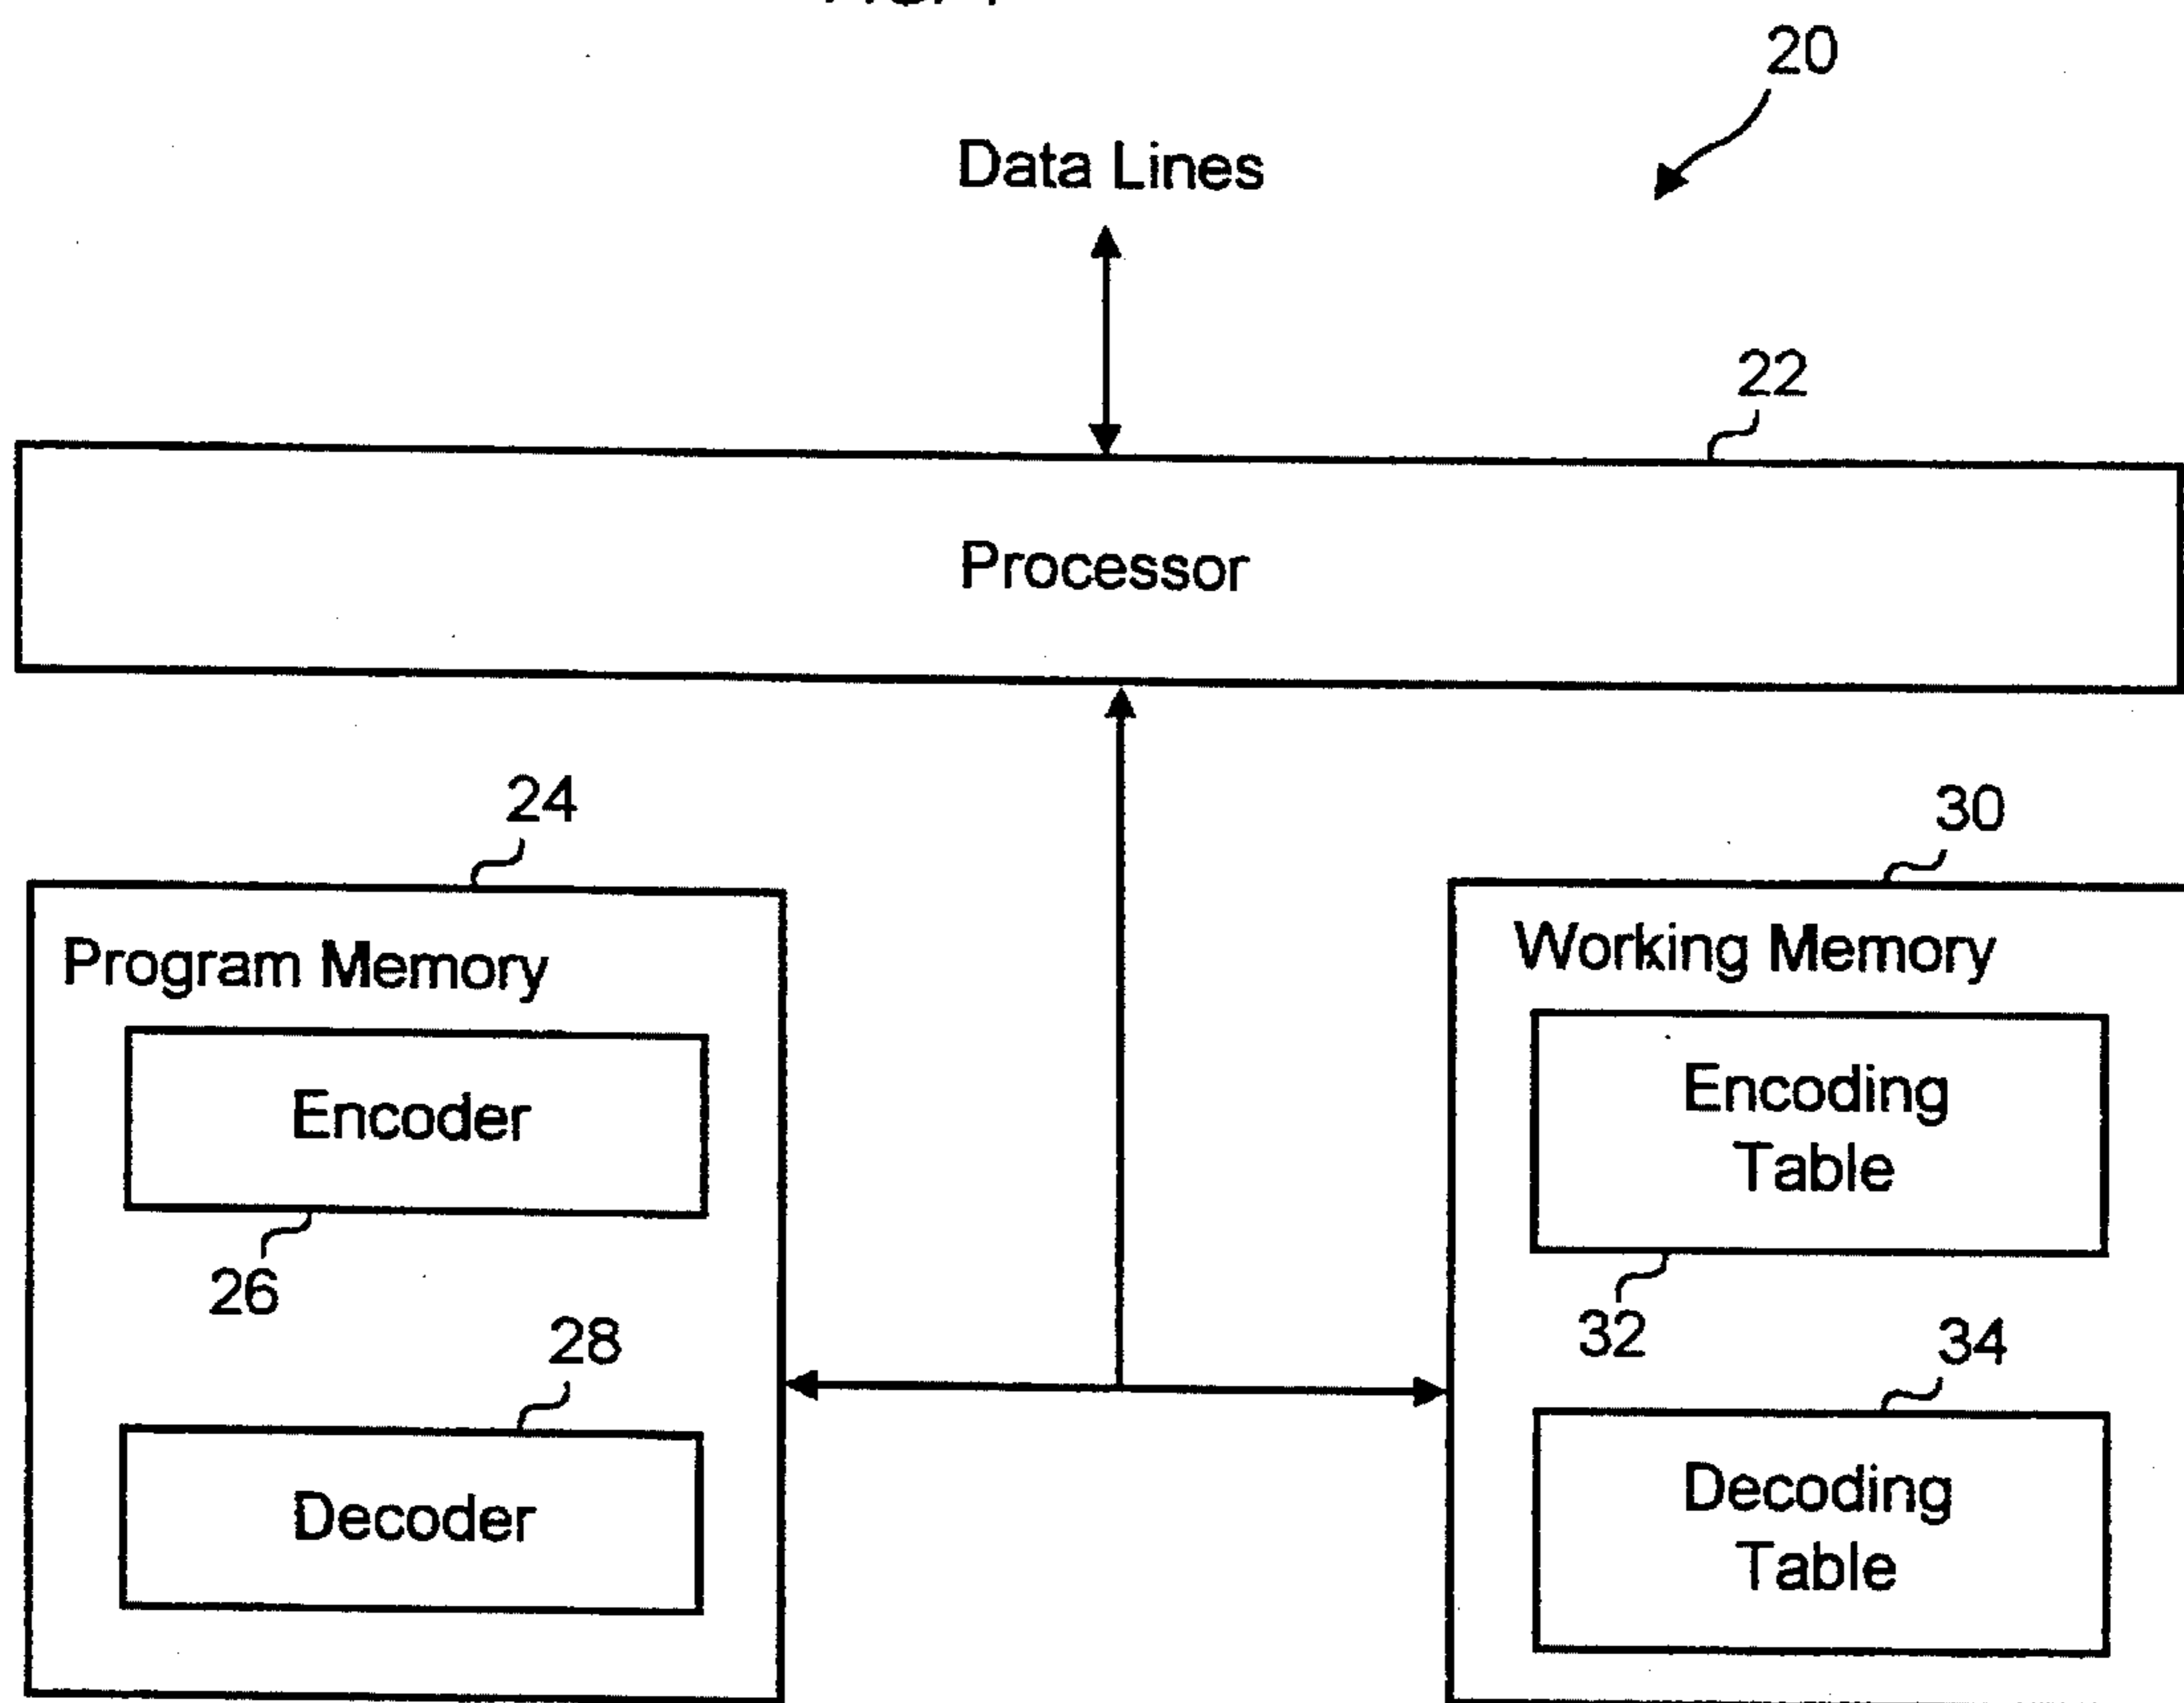 20
Data Lines
22
Processor
24
30
Program Memory
Working Memory
Encoder
Encoding
Table
26
32
28
34
Decoder
Decoding
Table